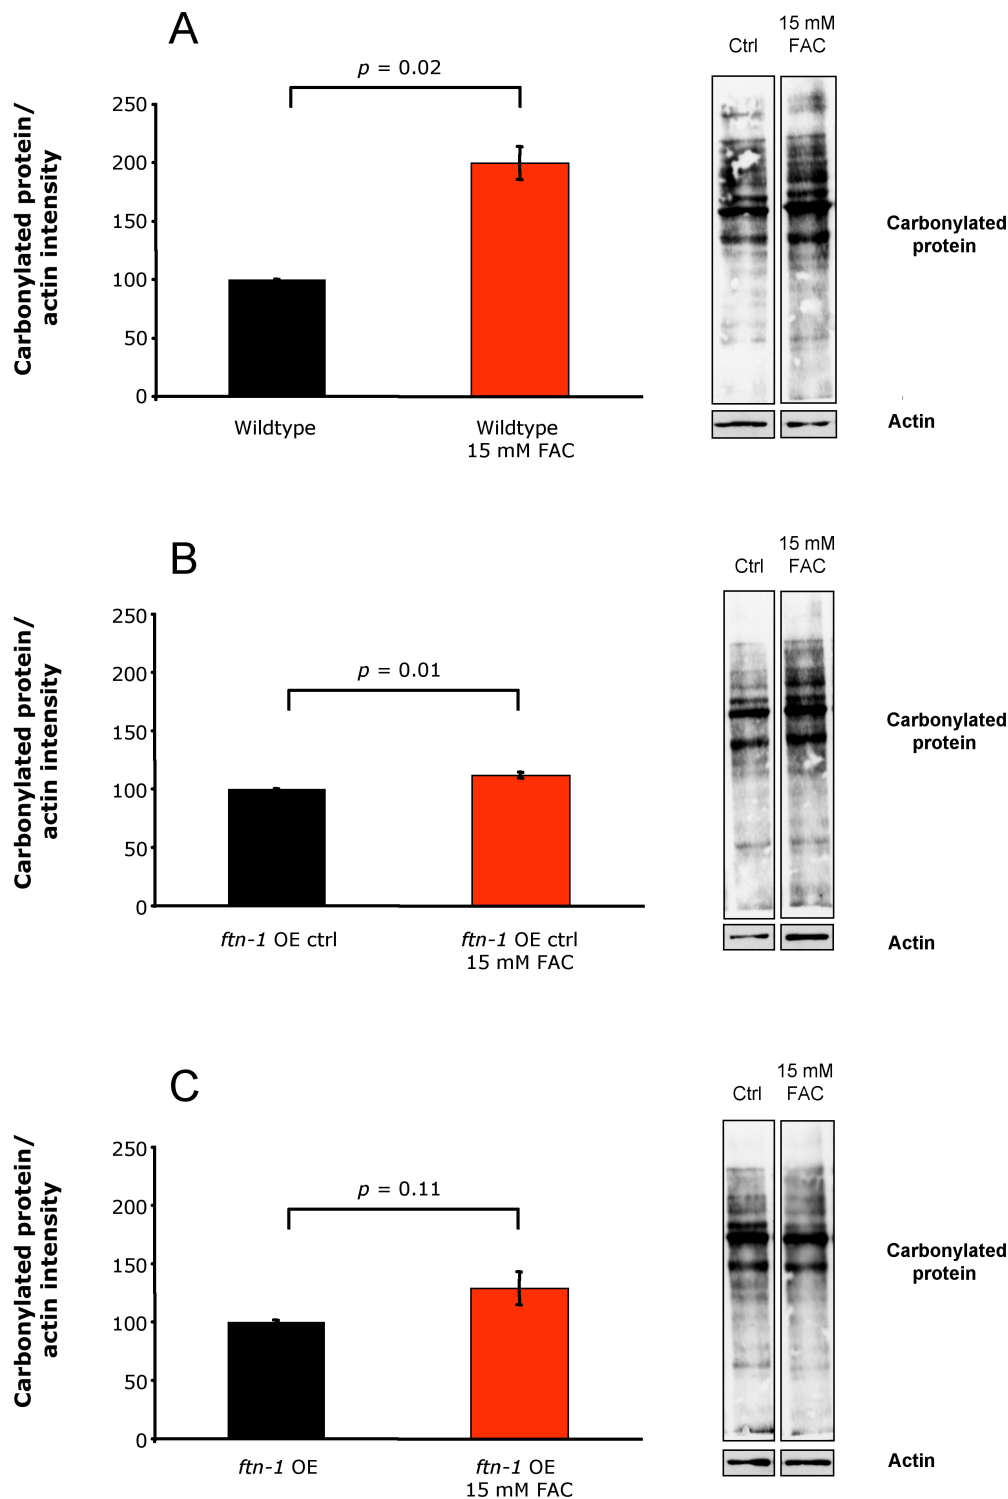 A
15 mM
Ctrl FAC
p = 0.02
Carbonylated protein/
actin intensity
250
200
150
100
50
0
Wildtype
Wildtype
15 mM FAC
Carbonylated
protein
Actin
B
15 mM
Ctrl FAC
p = 0.01
Carbonylated protein/
actin intensity
250
200
150
100
50
0
ftn-1 OE ctrl
ftn-1 OE ctrl
15 mM FAC
Carbonylated
protein
Actin
C
15 mM
Ctrl FAC
p = 0.11
Carbonylated protein/
actin intensity
250
200
150
100
50
0
ftn-1 OE
ftn-1 OE
15 mM FAC
Carbonylated
protein
Actin